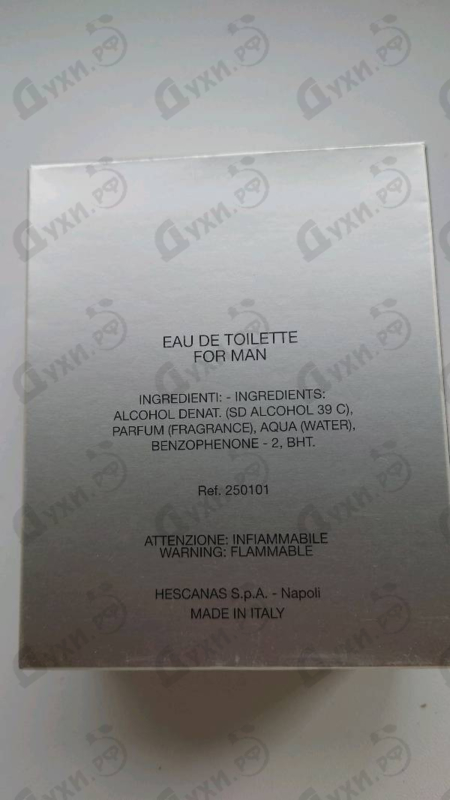 EAU DE TOILETTE
FOR MAN
INGREDIENTI: - INGREDIENTS:
ALCOHOL DENAT. (SD ALCOHOL 39 C),
PARFUM (FRAGRANCE), AQUA (WATER),
BENZOPHENONE - 2, BHT.
Ref. 250101
ATTENZIONE: INFIAMMABILE
WARNING: FLAMMABLE
HESCANAS S.p.A. - Napoli
MADE IN ITALY
Духи.РФ